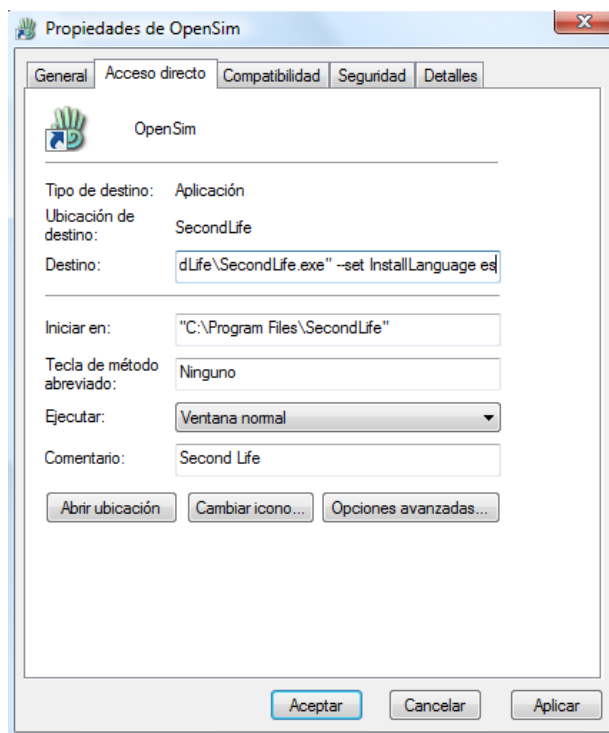 Propiedades de OpenSim
General Acceso directo Compatibilidad Seguridad Detalles
OpenSim
Tipo de destino: Aplicación
Ubicación de destino: SecondLife
Destino: dLife\SecondLife.exe" --set InstallLanguage es
Iniciar en: "C:\Program Files\SecondLife"
Tecla de método abreviado: Ninguno
Ejecutar: Ventana normal
Comentario: Second Life
Abrir ubicación Cambiar icono... Opciones avanzadas...
Aceptar Cancelar Aplicar